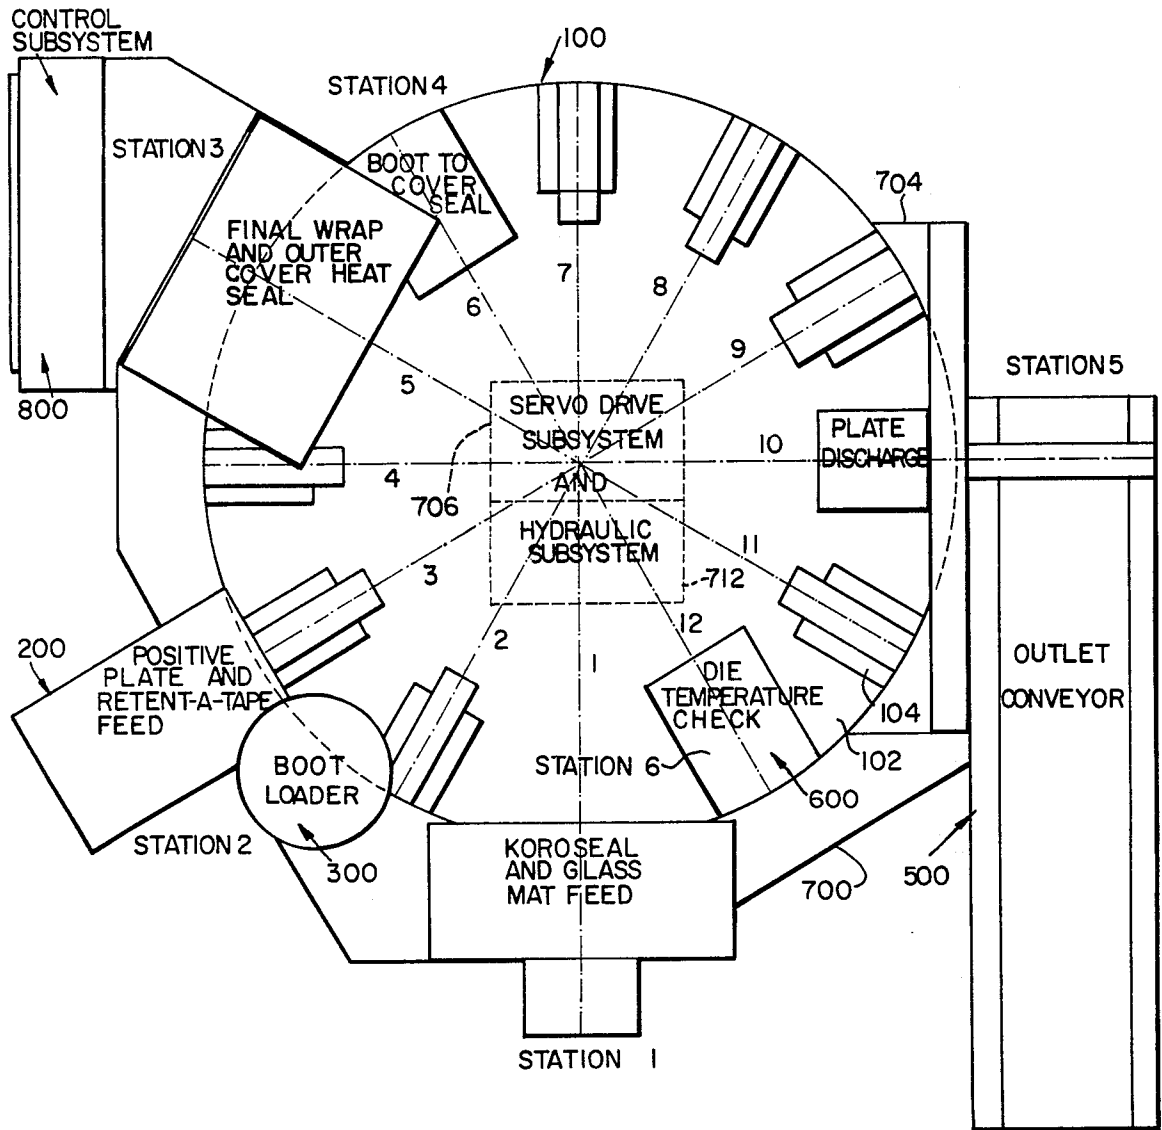 CONTROL
SUBSYSTEM
100
STATION 4
STATION 3
BOOT TO
COVER
SEAL
704
FINAL WRAP
AND OUTER
COVER HEAT
SEAL
7
8
6
9
5
STATION 5
800
SERVO DRIVE
SUBSYSTEM
AND
10
PLATE
DISCHARGE
4
706
HYDRAULIC
SUBSYSTEM
11
3
712
2
12
1
200
POSITIVE
PLATE AND
RETENT-A-TAPE
FEED
DIE
TEMPERATURE
CHECK
OUTLET
CONVEYOR
104
102
BOOT
LOADER
STATION 6
600
STATION 2
300
KOROSEAL
AND GLASS
MAT FEED
700
500
STATION 1